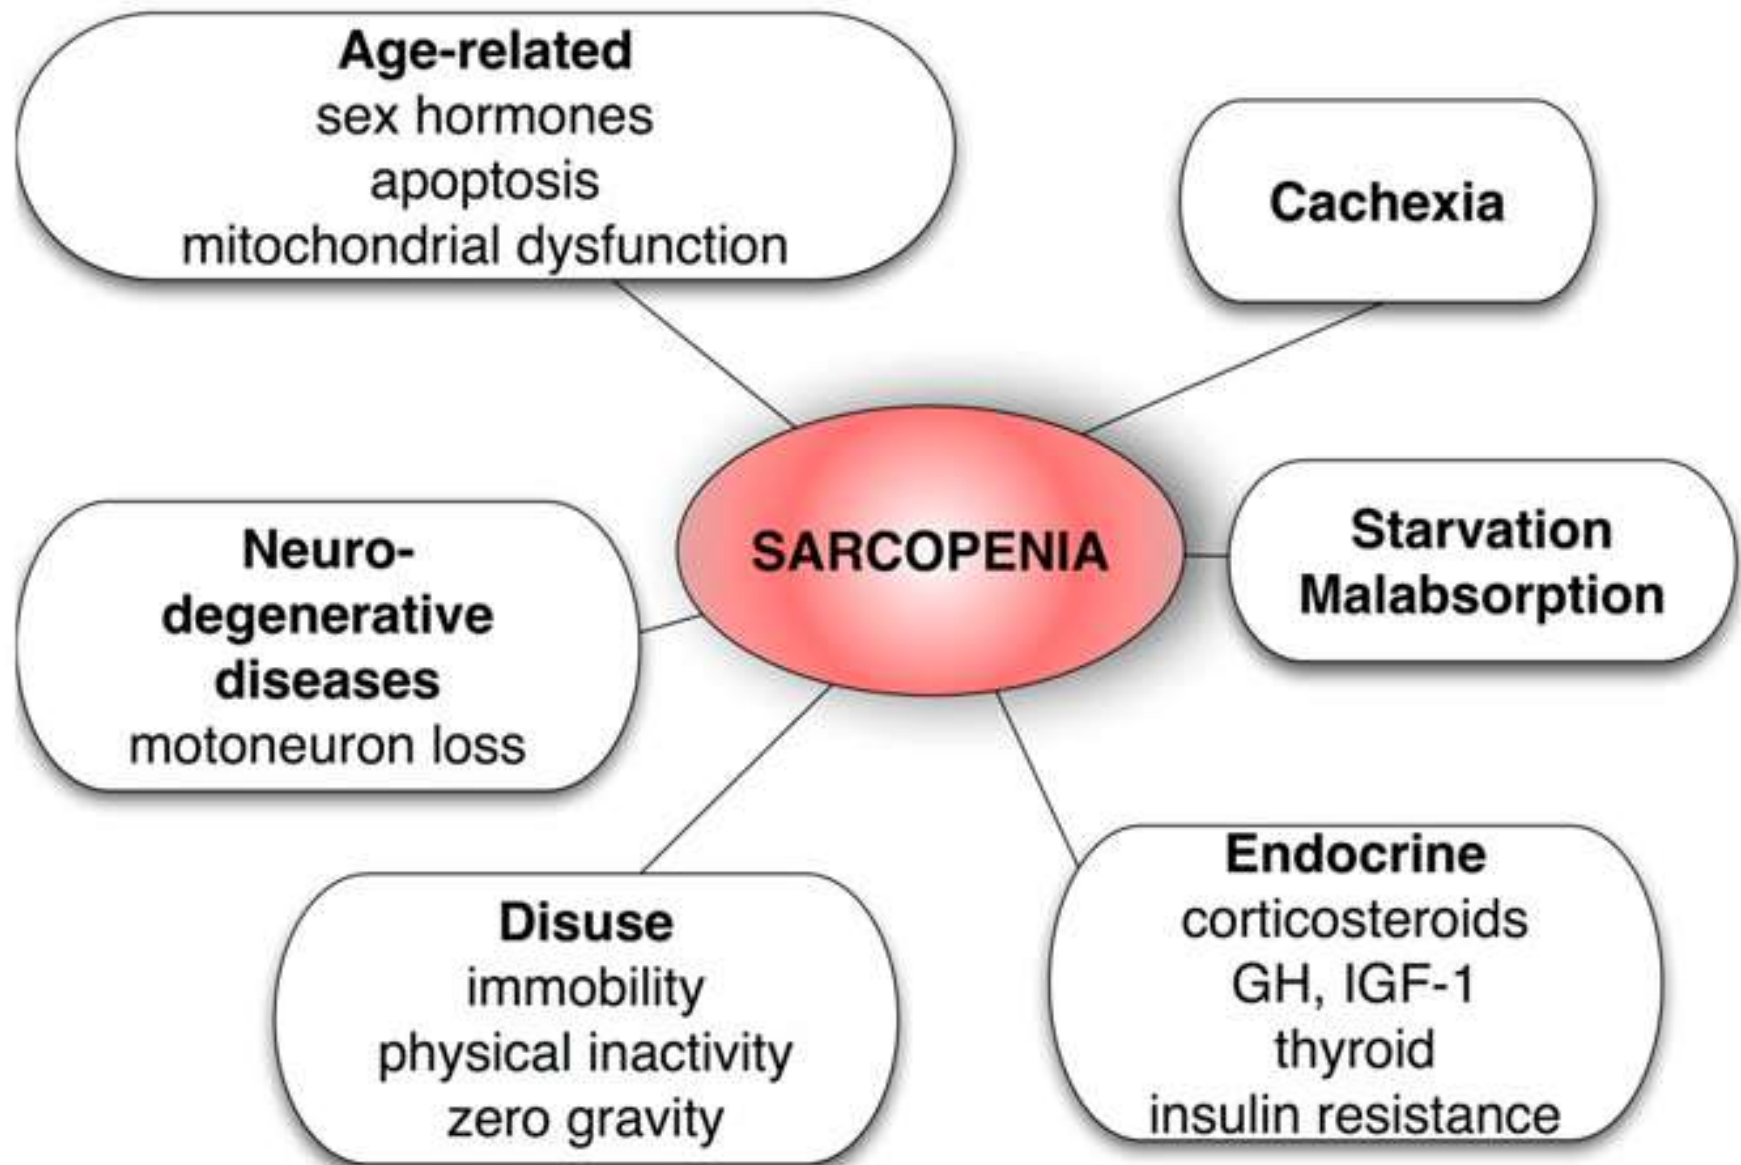 Age-related
sex hormones
apoptosis
mitochondrial dysfunction
Cachexia
SARCOPENIA
Starvation
Malabsorption
Neuro-
degenerative
diseases
motoneuron loss
Disuse
immobility
physical inactivity
zero gravity
Endocrine
corticosteroids
GH, IGF-1
thyroid
insulin resistance